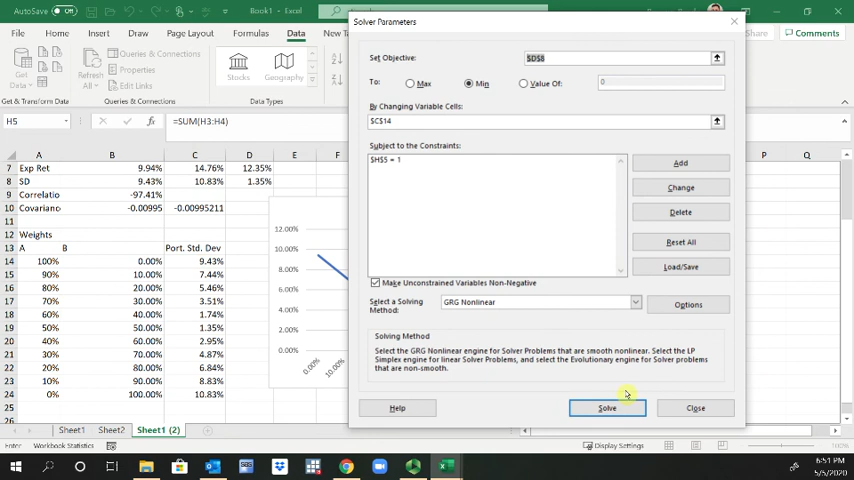 AutoSave Off Book1 - Excel
File Home Insert Draw Page Layout Formulas Data New Ta Share Comments
Get Data Refresh All Queries & Connections Properties Edit Links Stocks Geography
Get & Transform Data Queries & Connections Data Types
H5 fx =SUM(H3:H4)
A B C D E F P Q
7 Exp Ret 9.94% 14.76% 12.35%
8 SD 9.43% 10.83% 1.35%
9 Correlatio -97.41%
10 Covariance -0.00995 -0.00995211
11
12 Weights
13 A B Port. Std. Dev
14 100% 0.00% 9.43%
15 90% 10.00% 7.44%
16 80% 20.00% 5.46%
17 70% 30.00% 3.51%
18 60% 40.00% 1.74%
19 50% 50.00% 1.35%
20 40% 60.00% 2.95%
21 30% 70.00% 4.87%
22 20% 80.00% 6.84%
23 10% 90.00% 8.83%
24 0% 100.00% 10.83%
25
26
12.00%
10.00%
8.00%
6.00%
4.00%
2.00%
0.00%
0.00% 10.00%
Solver Parameters
Set Objective: $D$8
To: Max Min Value Of: 0
By Changing Variable Cells:
$C$14
Subject to the Constraints:
$H$5 = 1
Add
Change
Delete
Reset All
Load/Save
Make Unconstrained Variables Non-Negative
Select a Solving Method: GRG Nonlinear Options
Solving Method
Select the GRG Nonlinear engine for Solver Problems that are smooth nonlinear. Select the LP
Simplex engine for linear Solver Problems, and select the Evolutionary engine for Solver problems
that are non-smooth.
Help Solve Close
Sheet1 Sheet2 Sheet1 (2)
Enter Workbook Statistics Display Settings 100%
6:51 PM
5/5/2020